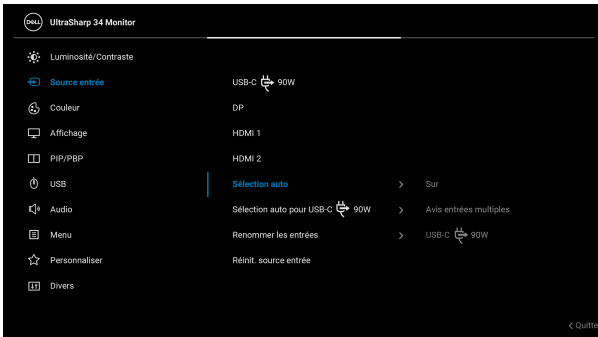 DELL UltraSharp 34 Monitor
Luminosité/Contraste
Source entrée USB-C 90W
Couleur DP
Affichage HDMI 1
PIP/PBP HDMI 2
USB Sélection auto Sur
Audio Sélection auto pour USB-C 90W Avis entrées multiples
Menu Renommer les entrées USB-C 90W
Personnaliser Réinit. source entrée
Divers
Quitte